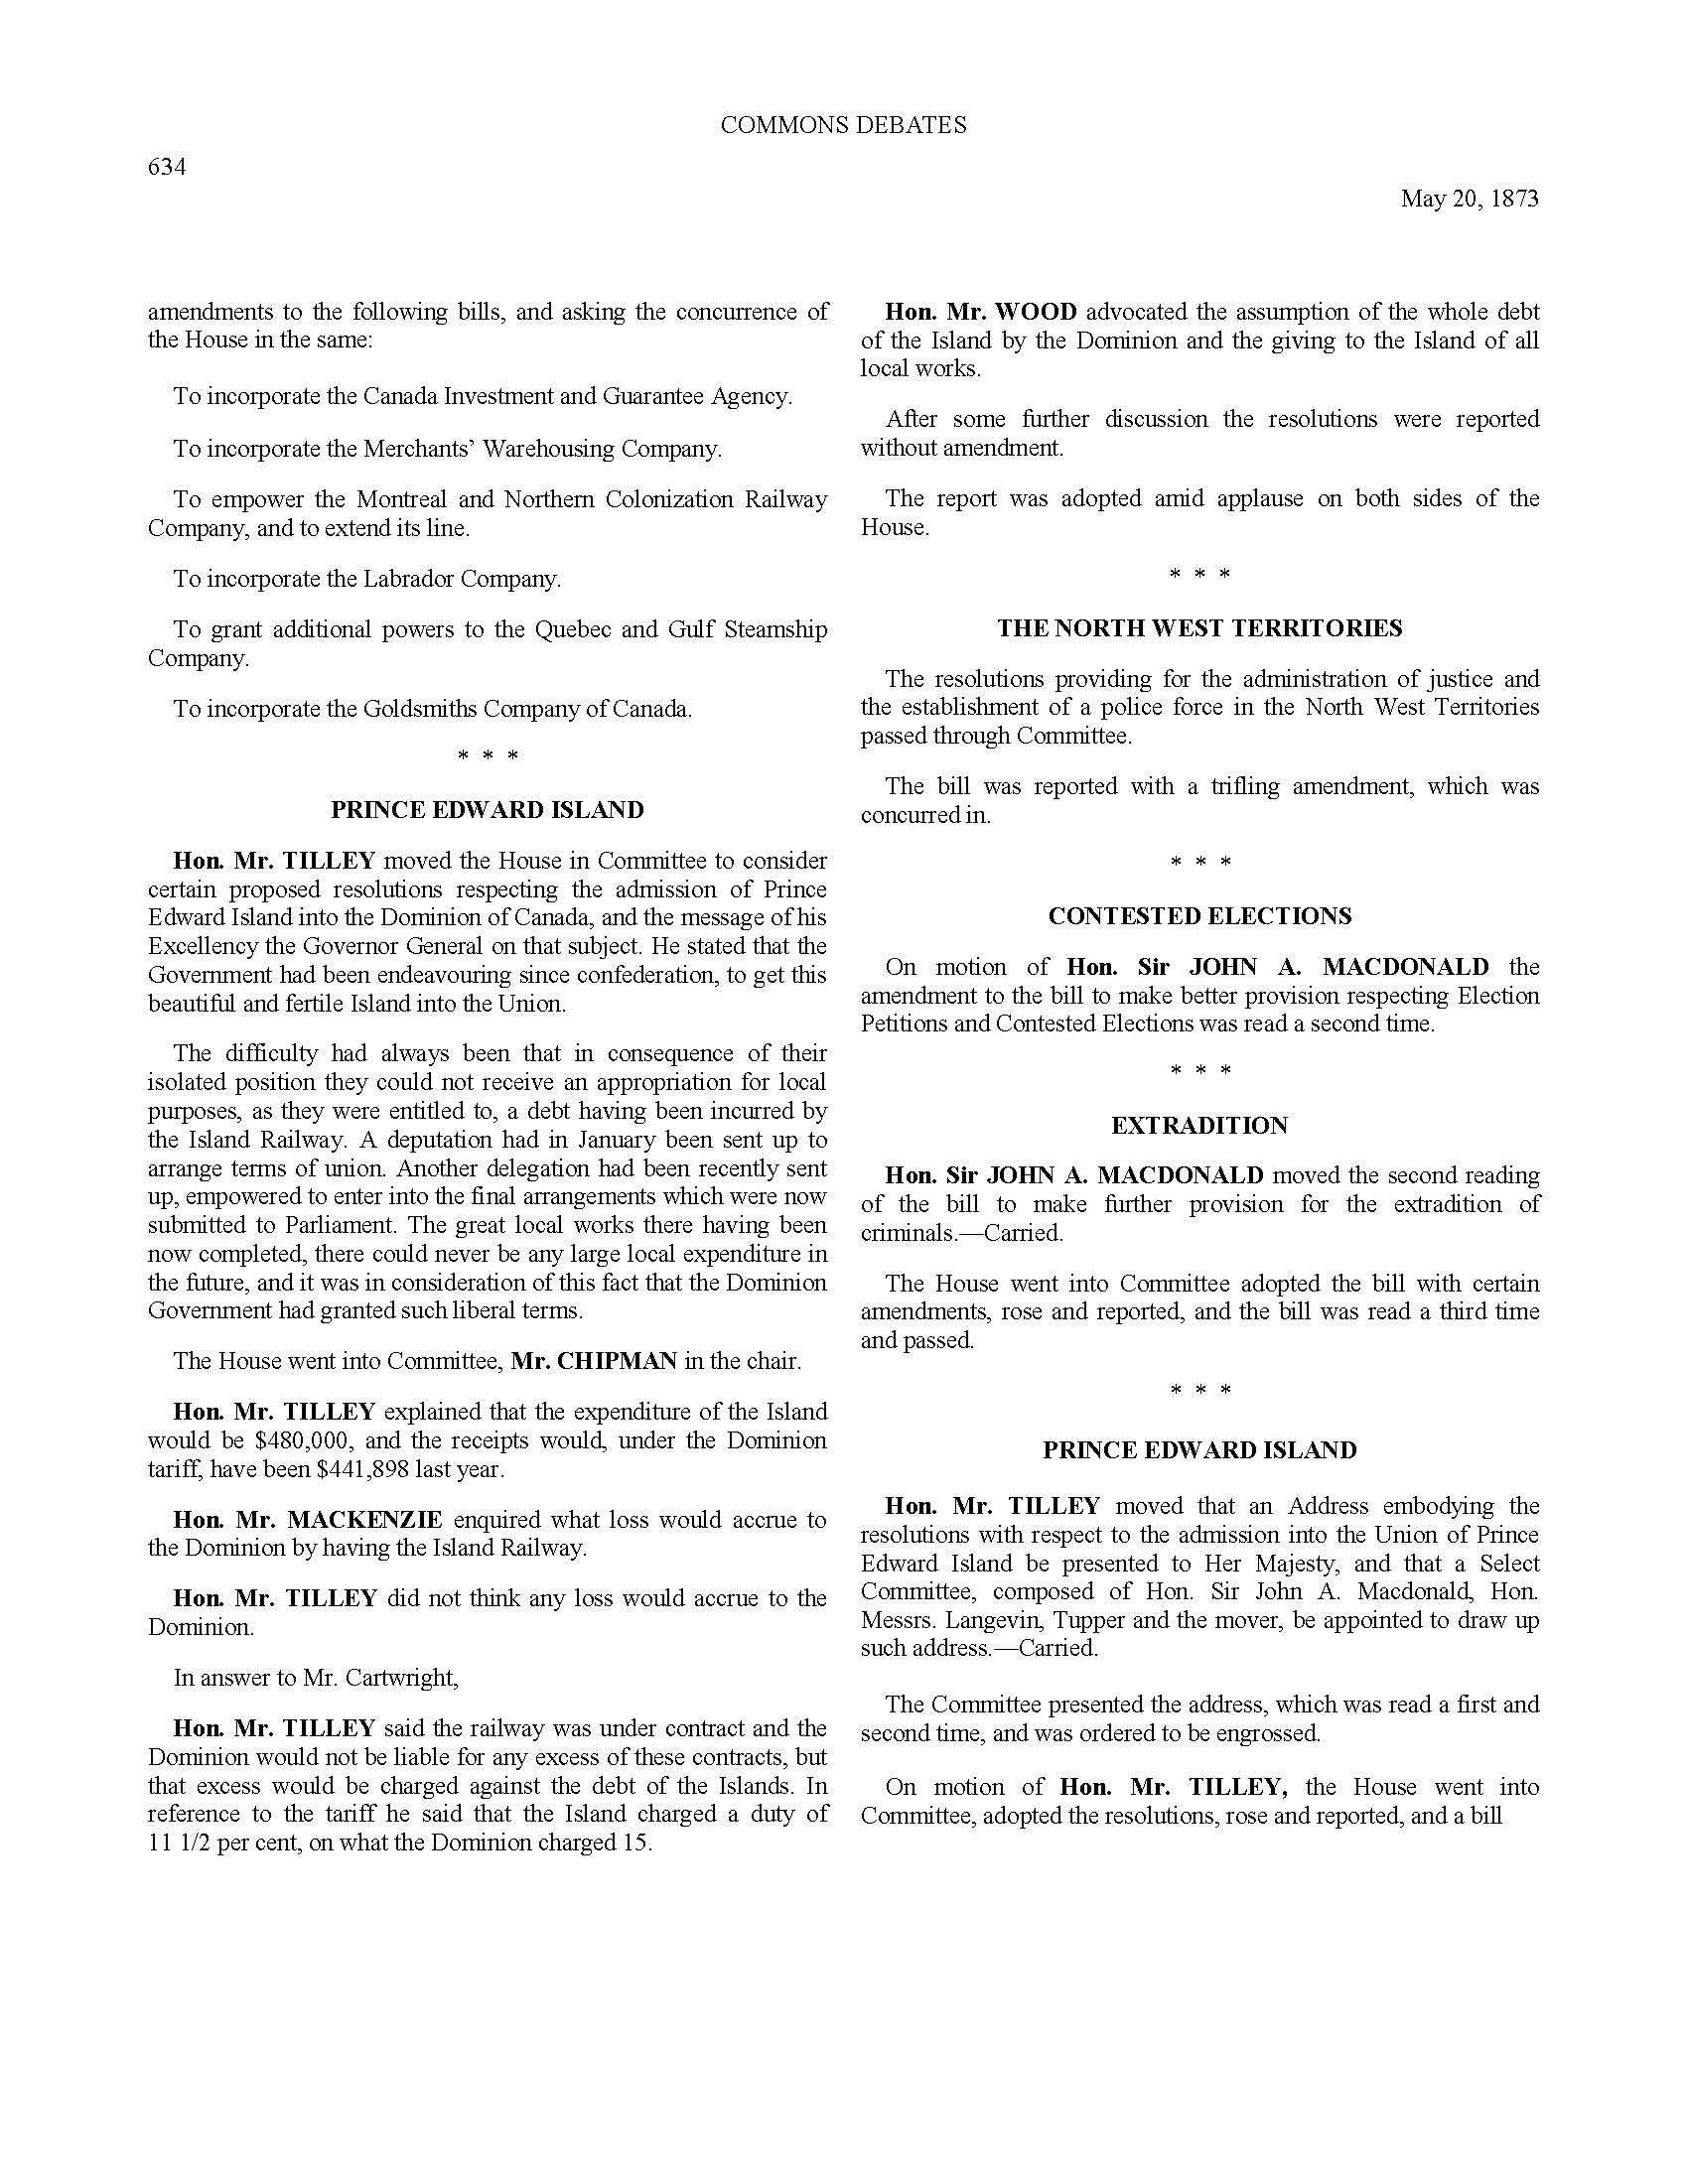 COMMONS DEBATES
634
May 20, 1873
amendments to the following bills, and asking the concurrence of
the House in the same:
To incorporate the Canada Investment and Guarantee Agency.
To incorporate the Merchants’ Warehousing Company.
To empower the Montreal and Northern Colonization Railway
Company, and to extend its line.
To incorporate the Labrador Company.
To grant additional powers to the Quebec and Gulf Steamship
Company.
To incorporate the Goldsmiths Company of Canada.
* * *
PRINCE EDWARD ISLAND
Hon. Mr. TILLEY moved the House in Committee to consider
certain proposed resolutions respecting the admission of Prince
Edward Island into the Dominion of Canada, and the message of his
Excellency the Governor General on that subject. He stated that the
Government had been endeavouring since confederation, to get this
beautiful and fertile Island into the Union.
The difficulty had always been that in consequence of their
isolated position they could not receive an appropriation for local
purposes, as they were entitled to, a debt having been incurred by
the Island Railway. A deputation had in January been sent up to
arrange terms of union. Another delegation had been recently sent
up, empowered to enter into the final arrangements which were now
submitted to Parliament. The great local works there having been
now completed, there could never be any large local expenditure in
the future, and it was in consideration of this fact that the Dominion
Government had granted such liberal terms.
The House went into Committee, Mr. CHIPMAN in the chair.
Hon. Mr. TILLEY explained that the expenditure of the Island
would be $480,000, and the receipts would, under the Dominion
tariff, have been $441,898 last year.
Hon. Mr. MACKENZIE enquired what loss would accrue to
the Dominion by having the Island Railway.
Hon. Mr. TILLEY did not think any loss would accrue to the
Dominion.
In answer to Mr. Cartwright,
Hon. Mr. TILLEY said the railway was under contract and the
Dominion would not be liable for any excess of these contracts, but
that excess would be charged against the debt of the Islands. In
reference to the tariff he said that the Island charged a duty of
11 1/2 per cent, on what the Dominion charged 15.
Hon. Mr. WOOD advocated the assumption of the whole debt
of the Island by the Dominion and the giving to the Island of all
local works.
After some further discussion the resolutions were reported
without amendment.
The report was adopted amid applause on both sides of the
House.
* * *
THE NORTH WEST TERRITORIES
The resolutions providing for the administration of justice and
the establishment of a police force in the North West Territories
passed through Committee.
The bill was reported with a trifling amendment, which was
concurred in.
* * *
CONTESTED ELECTIONS
On motion of Hon. Sir JOHN A. MACDONALD the
amendment to the bill to make better provision respecting Election
Petitions and Contested Elections was read a second time.
* * *
EXTRADITION
Hon. Sir JOHN A. MACDONALD moved the second reading
of the bill to make further provision for the extradition of
criminals.—Carried.
The House went into Committee adopted the bill with certain
amendments, rose and reported, and the bill was read a third time
and passed.
* * *
PRINCE EDWARD ISLAND
Hon. Mr. TILLEY moved that an Address embodying the
resolutions with respect to the admission into the Union of Prince
Edward Island be presented to Her Majesty, and that a Select
Committee, composed of Hon. Sir John A. Macdonald, Hon.
Messrs. Langevin, Tupper and the mover, be appointed to draw up
such address.—Carried.
The Committee presented the address, which was read a first and
second time, and was ordered to be engrossed.
On motion of Hon. Mr. TILLEY, the House went into
Committee, adopted the resolutions, rose and reported, and a bill